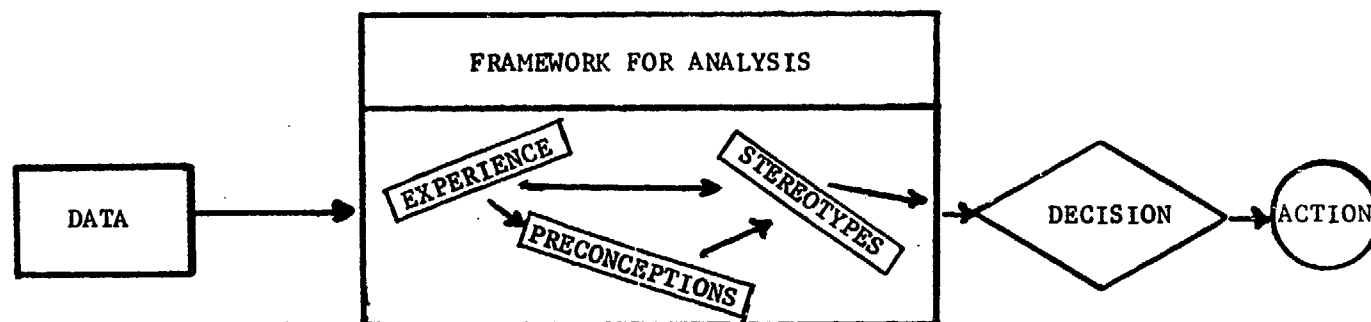 FRAMEWORK FOR ANALYSIS
DATA
EXPERIENCE
PRECONCEPTIONS
STEREOTYPES
DECISION
ACTION